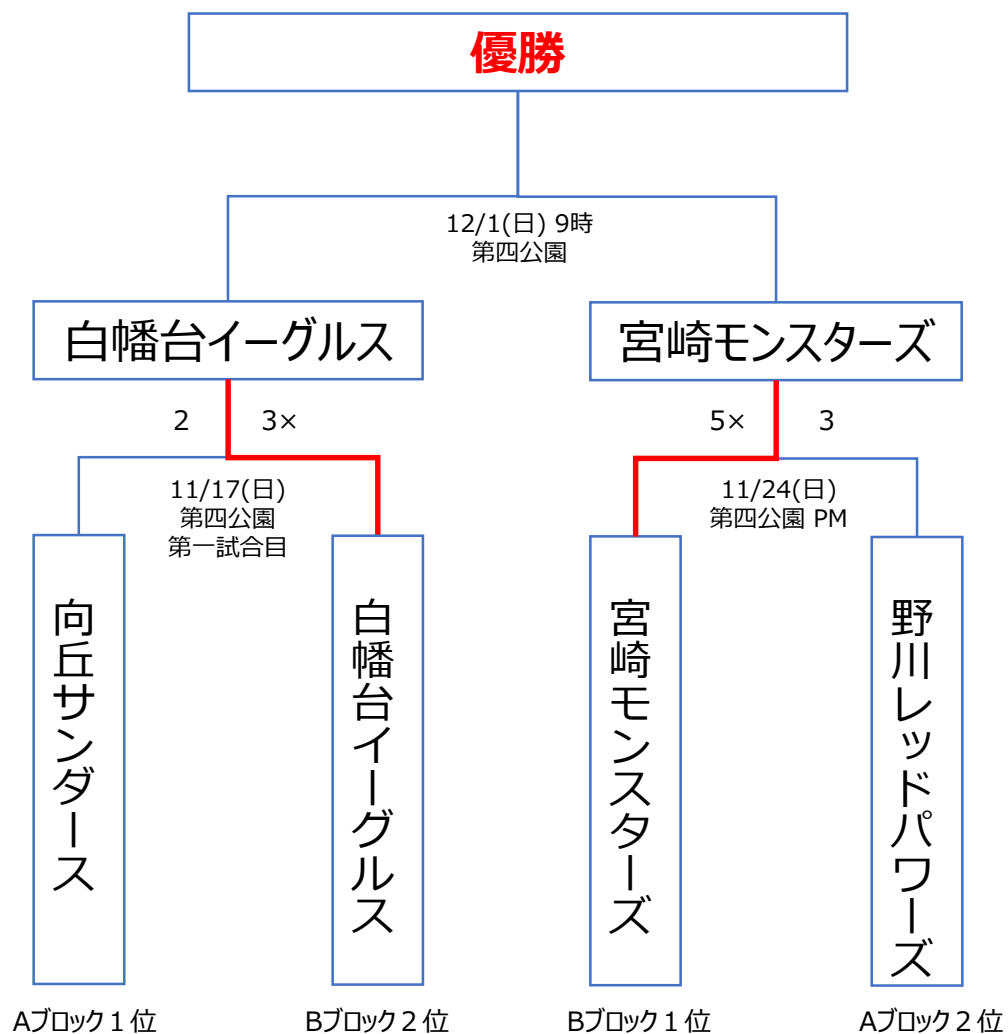 優勝
12/1(日) 9時
第四公園
白幡台イーグルス
宮崎モンスターズ
2
3×
5×
3
11/17(日)
第四公園
第一試合目
11/24(日)
第四公園 PM
向丘サンダース
白幡台イーグルス
宮崎モンスターズ
野川レッドパワーズ
Aブロック１位
Bブロック２位
Bブロック１位
Aブロック２位